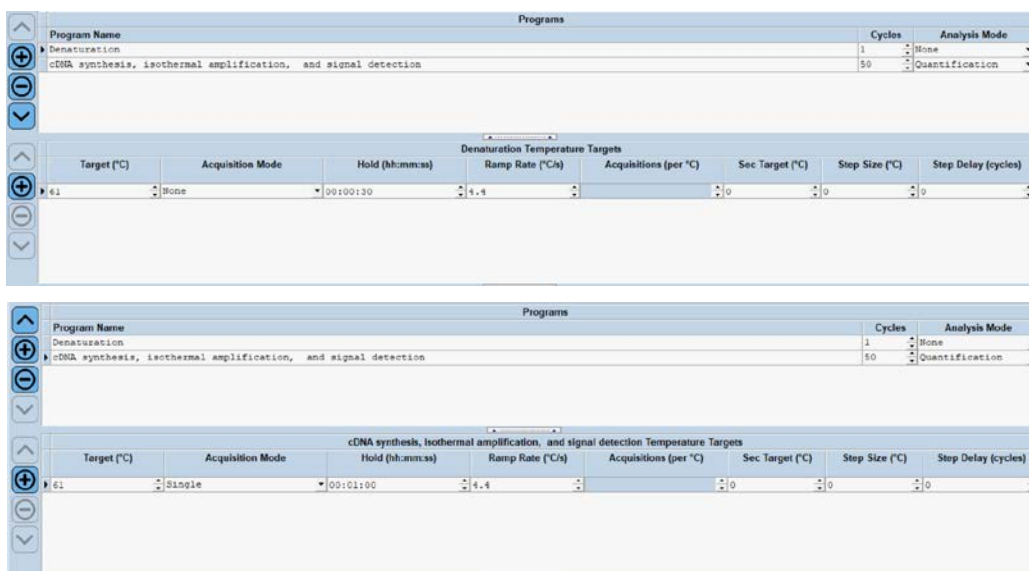 Programs
Program Name Cycles Analysis Mode
Denaturation 1 None
cDNA synthesis, isothermal amplification, and signal detection 50 Quantification
Denaturation Temperature Targets
Target (°C) Acquisition Mode Hold (hh:mm:ss) Ramp Rate (°C/s) Acquisitions (per °C) Sec Target (°C) Step Size (°C) Step Delay (cycles)
61 None 00:00:30 4.4 0 0 0
Programs
Program Name Cycles Analysis Mode
Denaturation 1 None
cDNA synthesis, isothermal amplification, and signal detection 50 Quantification
cDNA synthesis, isothermal amplification, and signal detection Temperature Targets
Target (°C) Acquisition Mode Hold (hh:mm:ss) Ramp Rate (°C/s) Acquisitions (per °C) Sec Target (°C) Step Size (°C) Step Delay (cycles)
61 Single 00:01:00 4.4 0 0 0